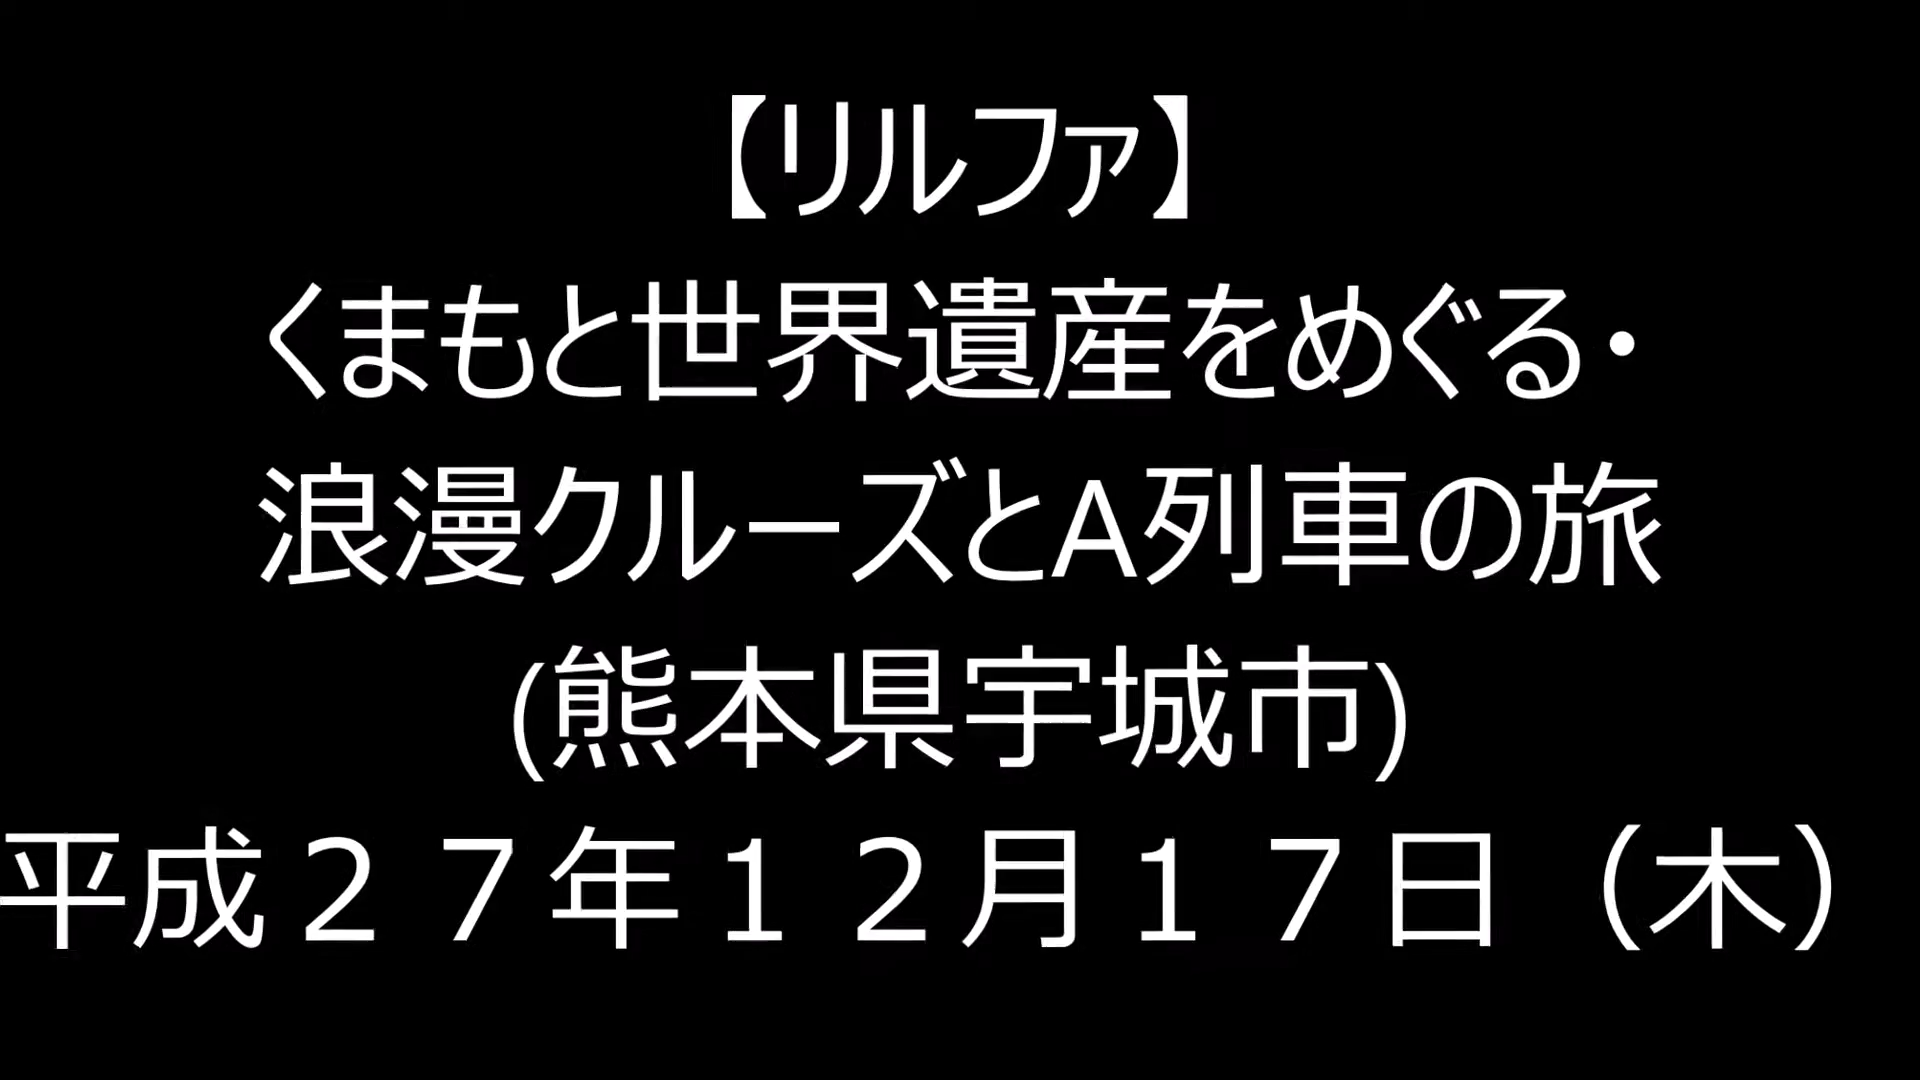 【リルファ】
くまもと世界遺産をめぐる・
浪漫クルーズとA列車の旅
(熊本県宇城市)
平成２７年１２月１７日（木）